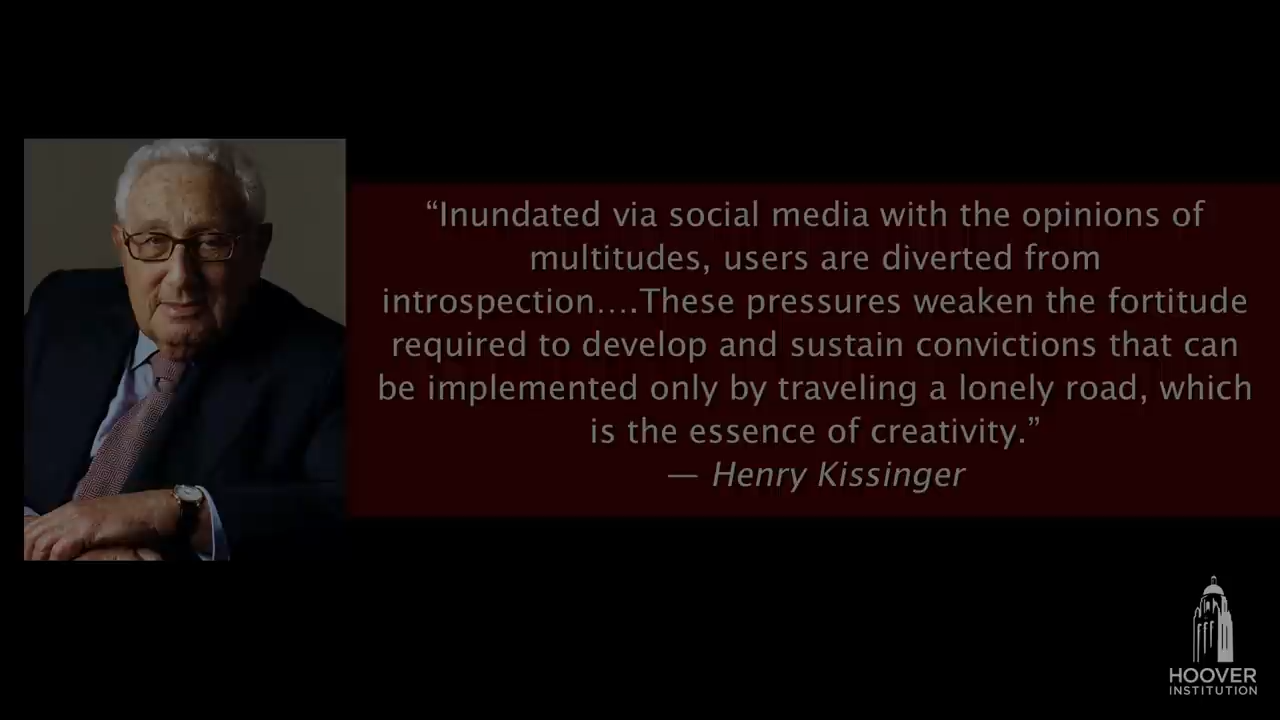 “Inundated via social media with the opinions of
multitudes, users are diverted from
introspection....These pressures weaken the fortitude
required to develop and sustain convictions that can
be implemented only by traveling a lonely road, which
is the essence of creativity.”
— Henry Kissinger
HOOVER
INSTITUTION